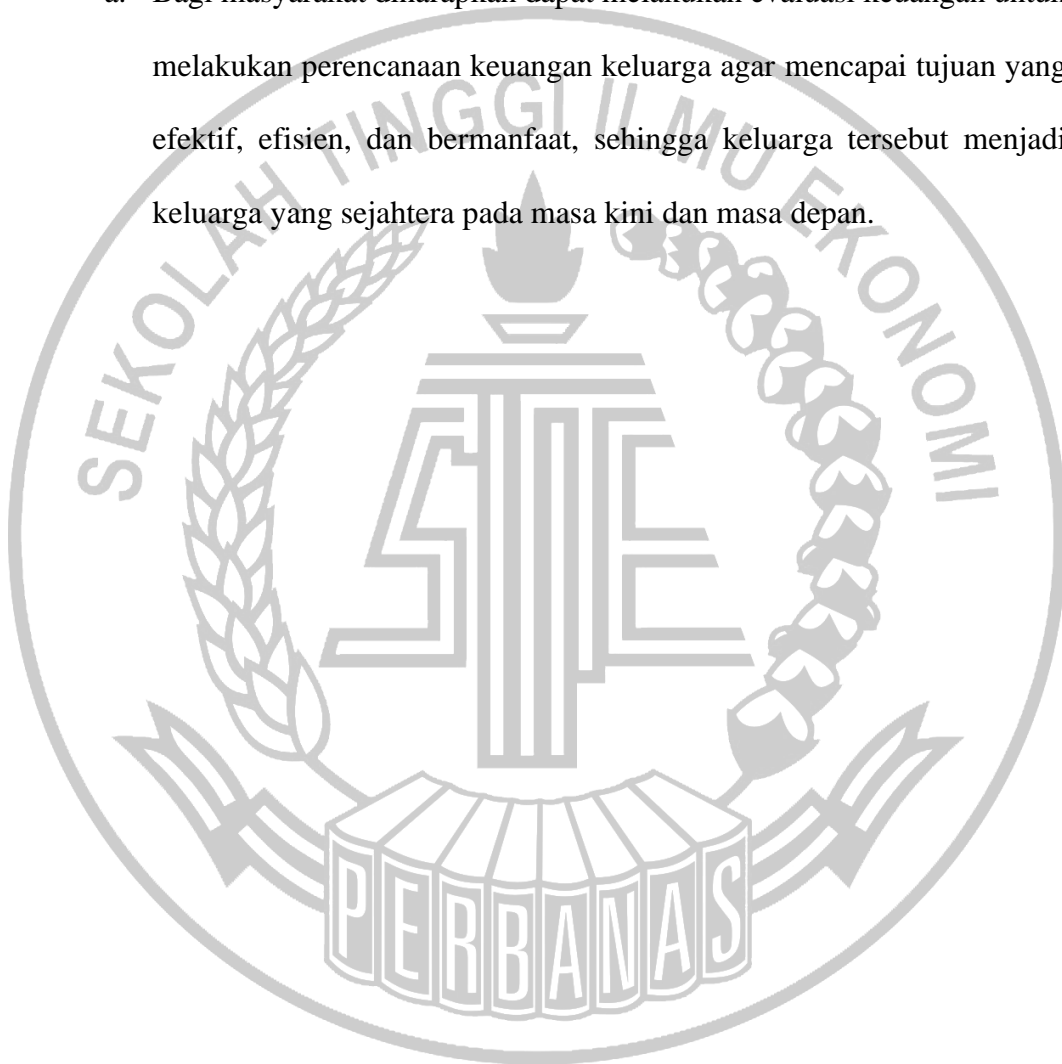 a. Bagi masyarakat diharapkan dapat melakukan evaluasi keuangan untuk
melakukan perencanaan keuangan keluarga agar mencapai tujuan yang
efektif, efisien, dan bermanfaat, sehingga keluarga tersebut menjadi
keluarga yang sejahtera pada masa kini dan masa depan.
SEKOLAH TINGGI ILMU EKONOMI
STIE
PERBANAS